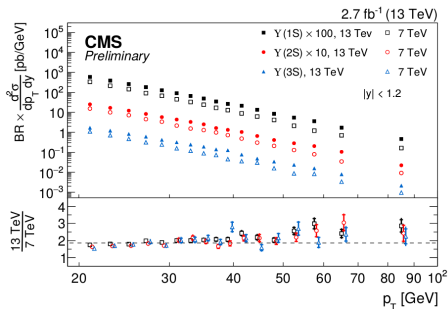 2.7 fb⁻¹ (13 TeV)
CMS
Preliminary
ϒ(1S) × 100, 13 Tev
7 TeV
ϒ(2S) × 10, 13 TeV
7 TeV
ϒ(3S), 13 TeV
7 TeV
|y| < 1.2
BR × d²σ/dp_T dy [pb/GeV]
10⁵
10⁴
10³
10²
10
1
10⁻¹
10⁻²
10⁻³
13 TeV
7 TeV
4
3
2
1
20
30
40
50
60
70
80
90
10²
p_T [GeV]